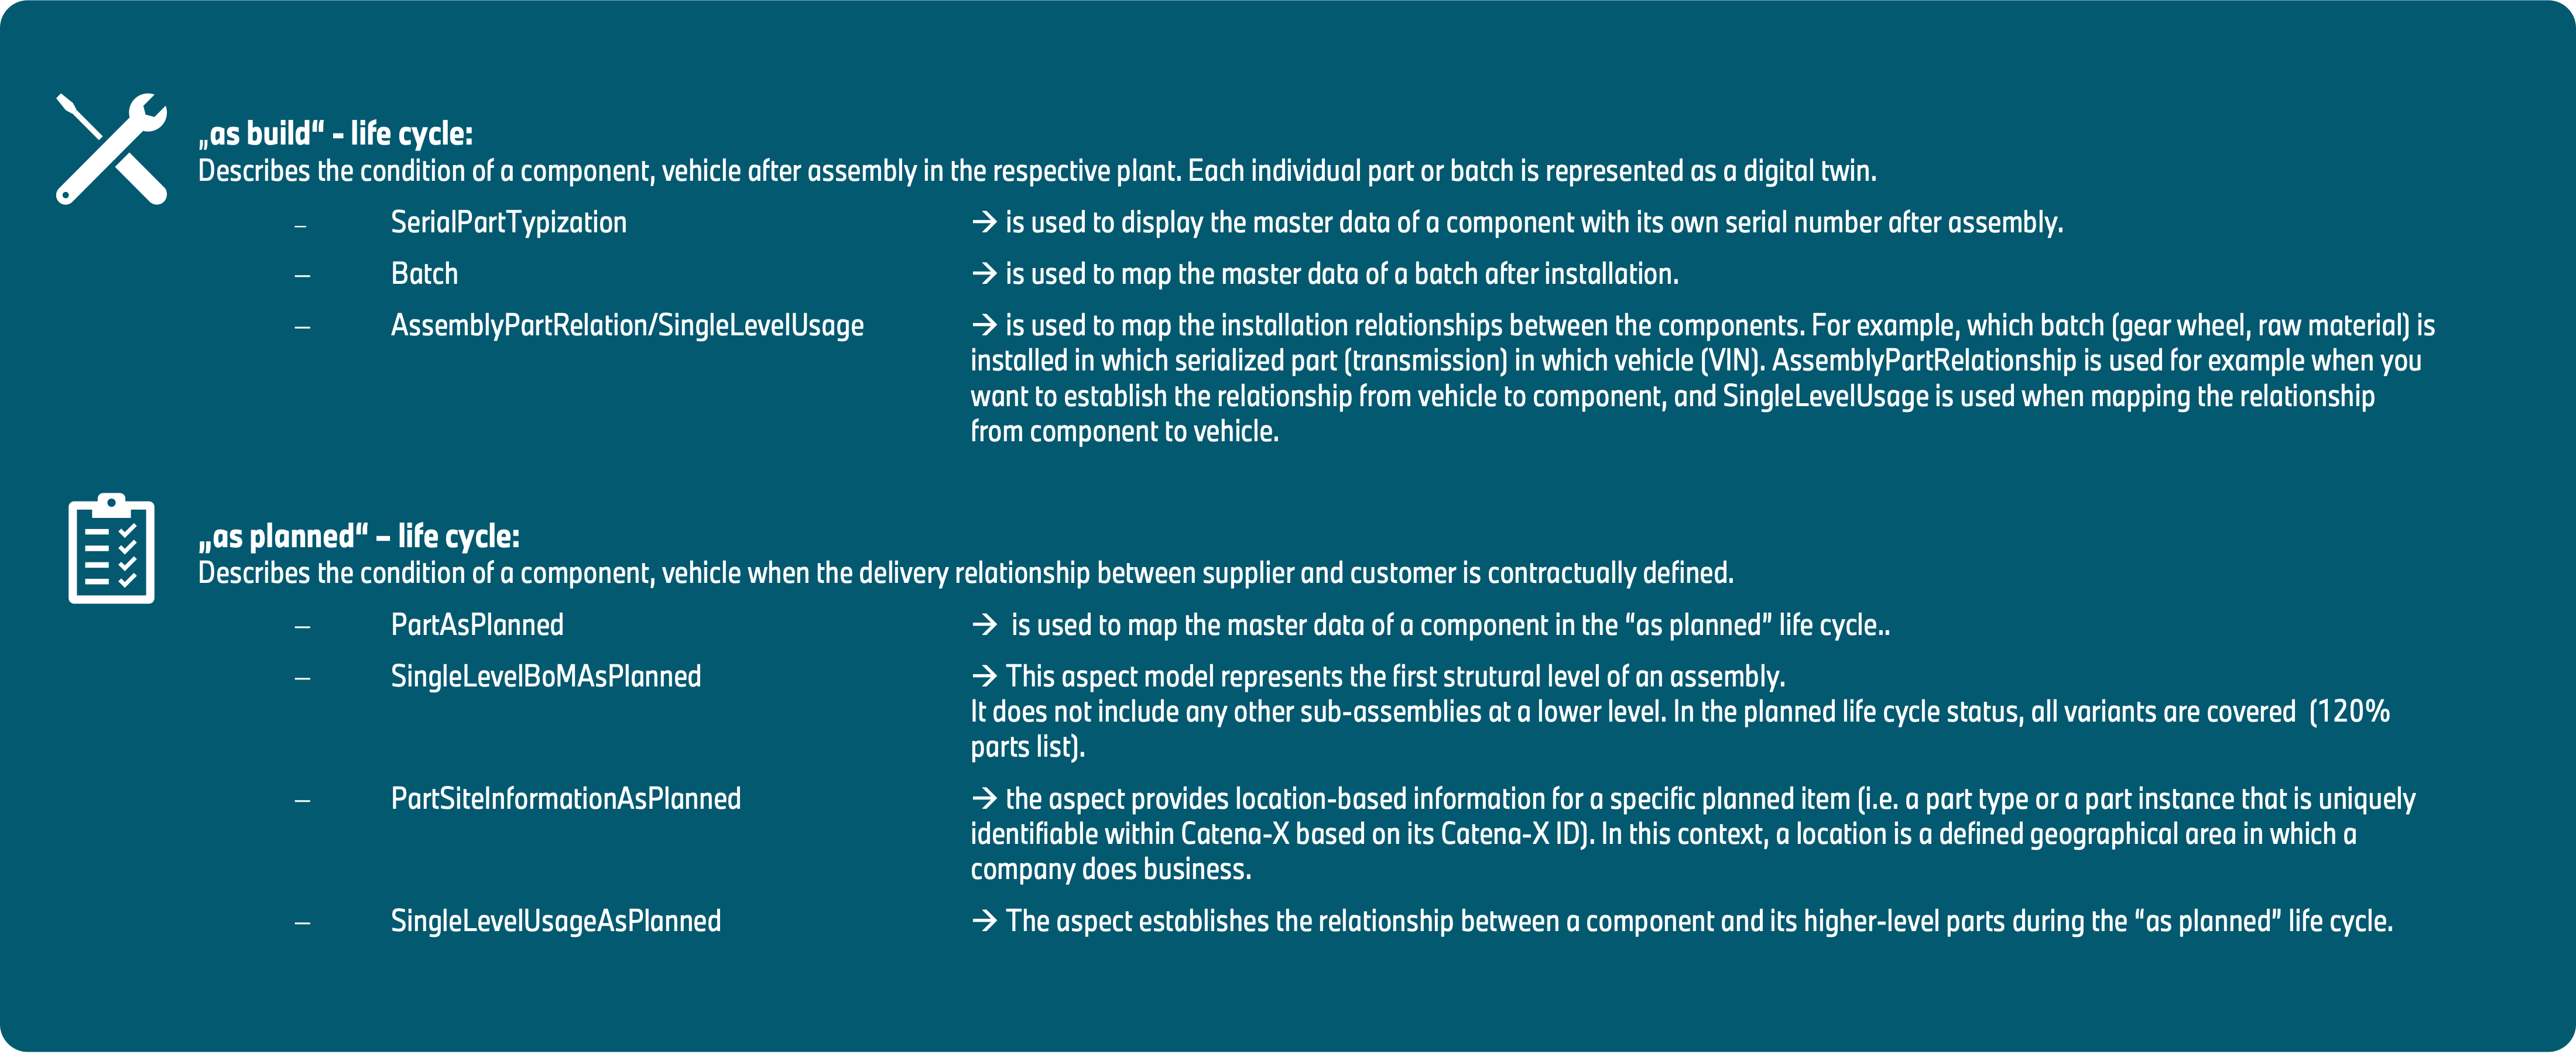 „as build“ - life cycle:
Describes the condition of a component, vehicle after assembly in the respective plant. Each individual part or batch is represented as a digital twin.
– SerialPartTypization → is used to display the master data of a component with its own serial number after assembly.
– Batch → is used to map the master data of a batch after installation.
– AssemblyPartRelation/SingleLevelUsage → is used to map the installation relationships between the components. For example, which batch (gear wheel, raw material) is
installed in which serialized part (transmission) in which vehicle (VIN). AssemblyPartRelationship is used for example when you
want to establish the relationship from vehicle to component, and SingleLevelUsage is used when mapping the relationship
from component to vehicle.
„as planned“ – life cycle:
Describes the condition of a component, vehicle when the delivery relationship between supplier and customer is contractually defined.
– PartAsPlanned → is used to map the master data of a component in the “as planned” life cycle..
– SingleLevelBoMAsPlanned → This aspect model represents the first strutural level of an assembly.
It does not include any other sub-assemblies at a lower level. In the planned life cycle status, all variants are covered (120%
parts list).
– PartSiteInformationAsPlanned → the aspect provides location-based information for a specific planned item (i.e. a part type or a part instance that is uniquely
identifiable within Catena-X based on its Catena-X ID). In this context, a location is a defined geographical area in which a
company does business.
– SingleLevelUsageAsPlanned → The aspect establishes the relationship between a component and its higher-level parts during the “as planned” life cycle.